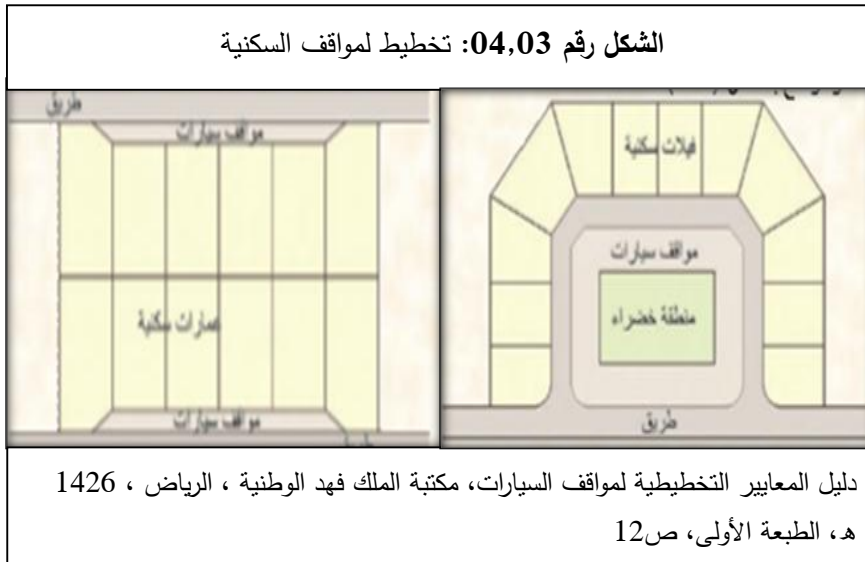 الشكل رقم 04,03: تخطيط لمواقف السكنية
طريق
مواقف سيارات
عمارات سكنية
مواقف سيارات
فيلات سكنية
مواقف سيارات
منطقة خضراء
طريق
دليل المعايير التخطيطية لمواقف السيارات، مكتبة الملك فهد الوطنية ، الرياض ، 1426
ه، الطبعة الأولى، ص12